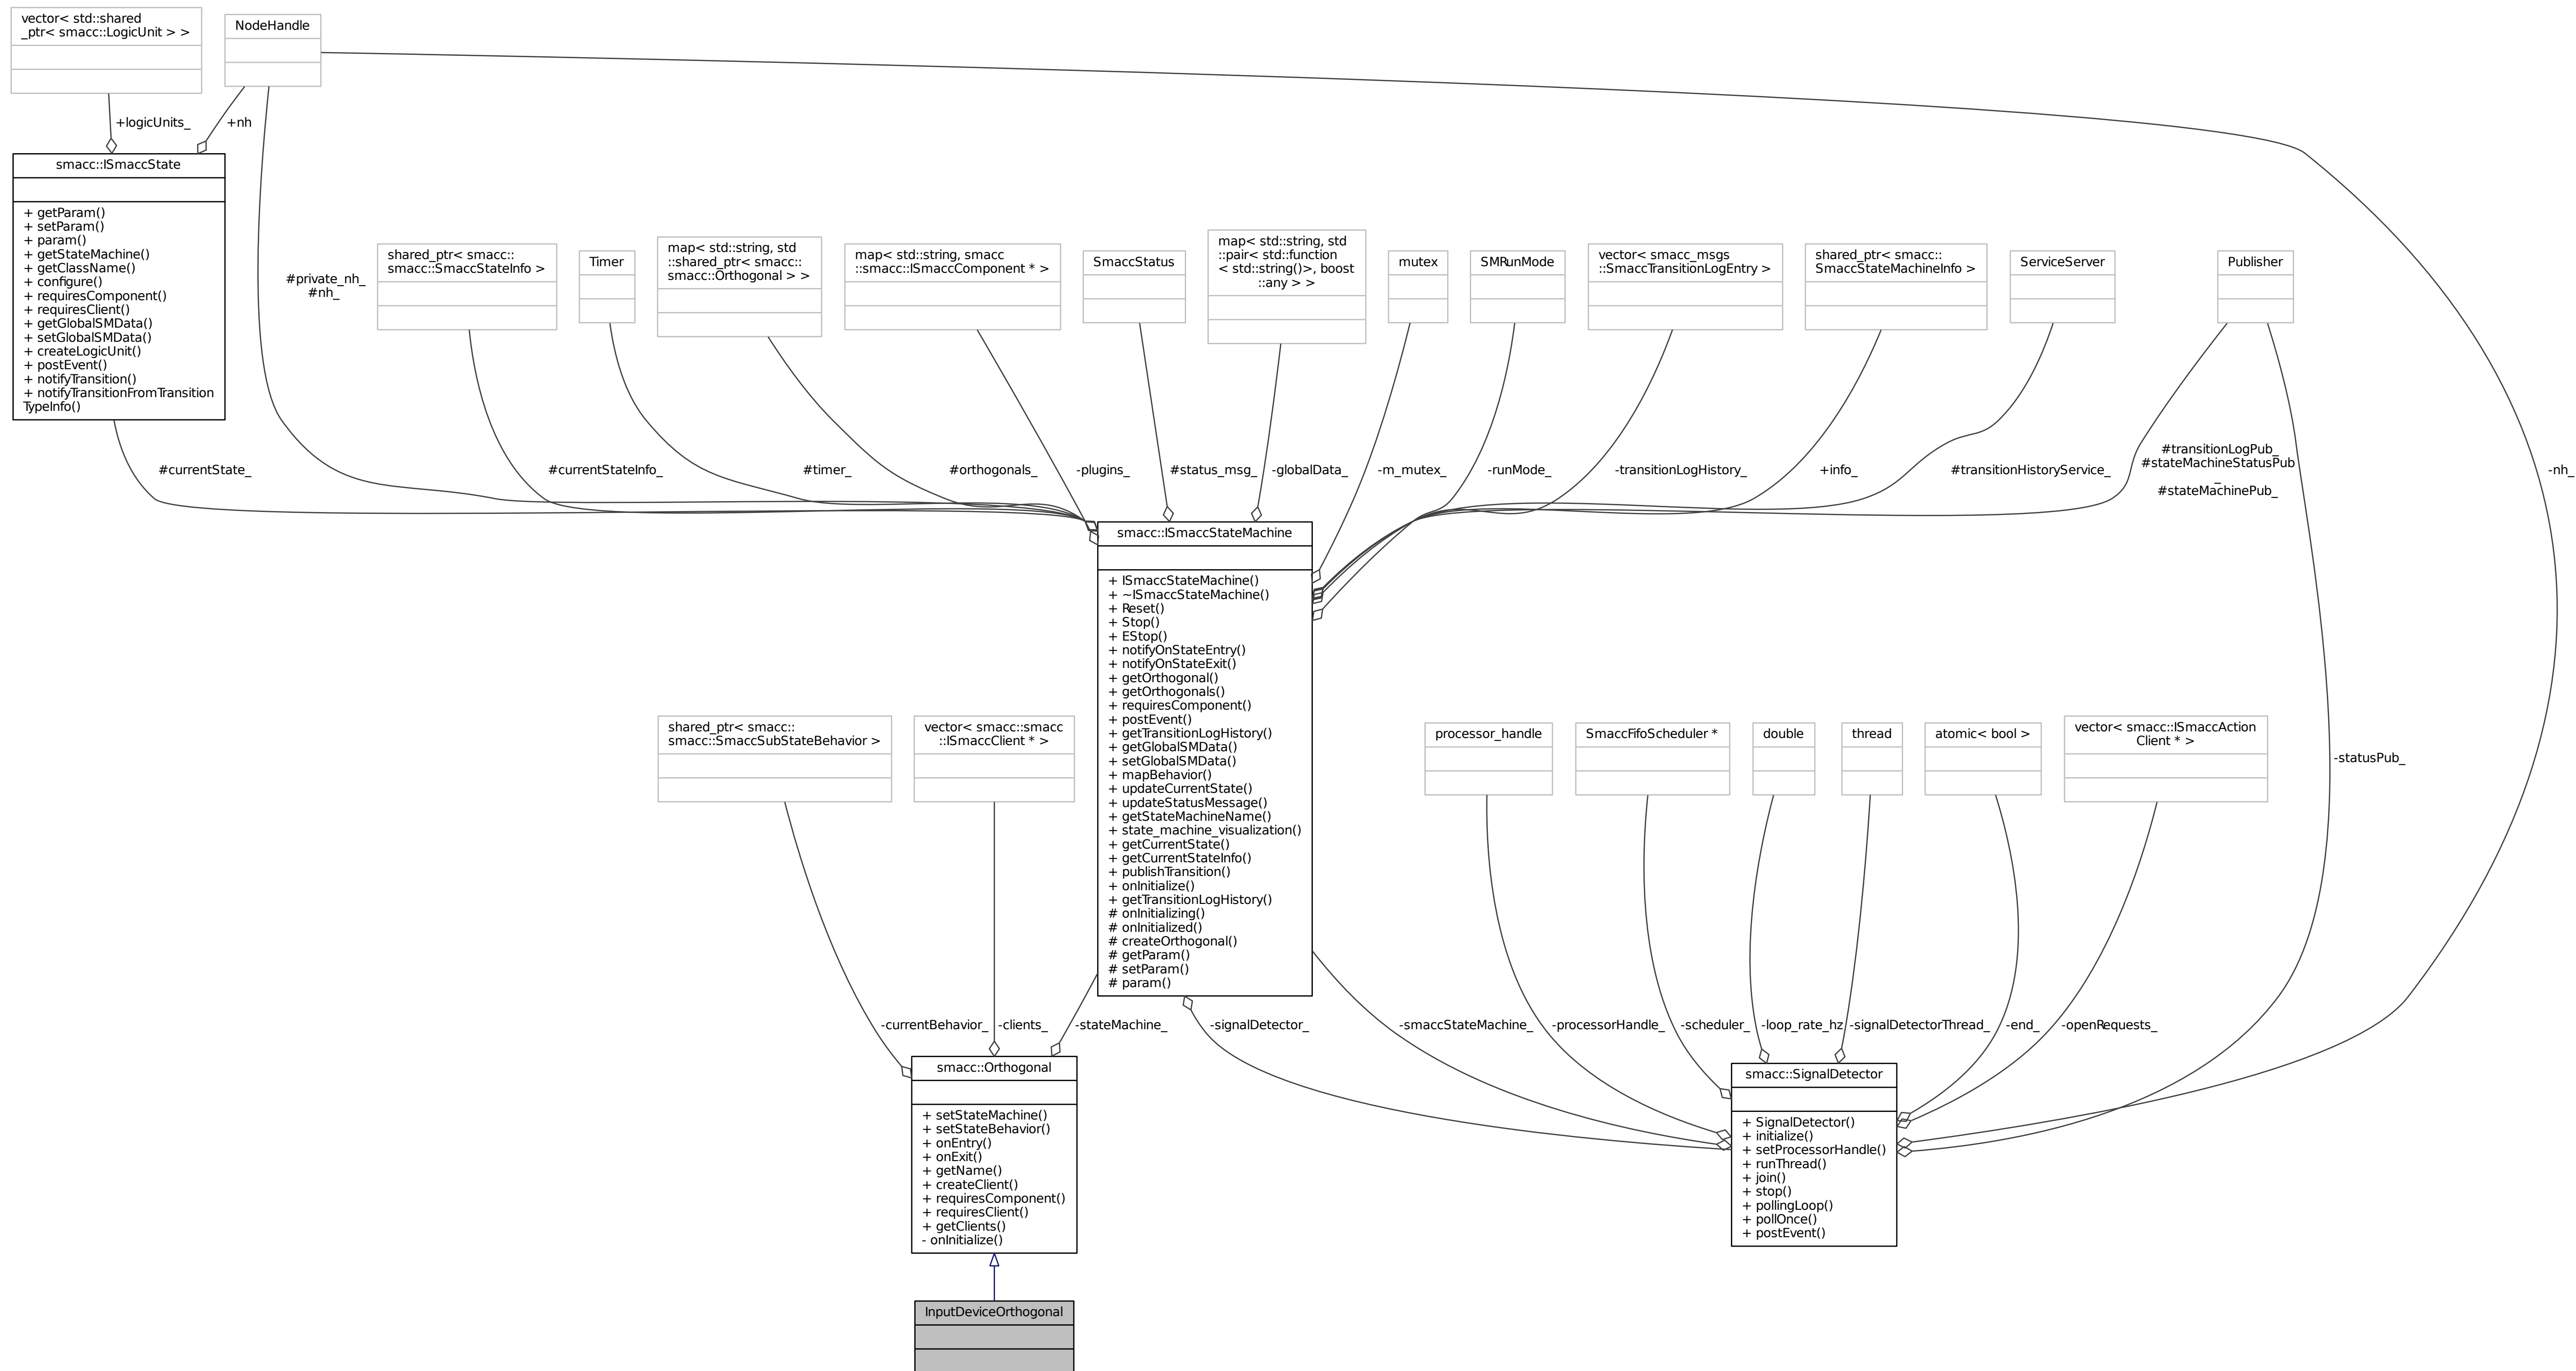 vector< std::shared
_ptr< smacc::LogicUnit > >
NodeHandle
+logicUnits_
+nh
smacc::ISmaccState
+ getParam()
+ setParam()
+ param()
+ getStateMachine()
+ getClassName()
+ configure()
+ requiresComponent()
+ requiresClient()
+ getGlobalSMData()
+ setGlobalSMData()
+ createLogicUnit()
+ postEvent()
+ notifyTransition()
+ notifyTransitionFromTransition
TypeInfo()
#private_nh_
#nh_
shared_ptr< smacc::
smacc::SmaccStateInfo >
Timer
map< std::string, std
::shared_ptr< smacc::
smacc::Orthogonal > >
map< std::string, smacc
::smacc::ISmaccComponent * >
SmaccStatus
map< std::string, std
::pair< std::function
< std::string()>, boost
::any > >
mutex
SMRunMode
vector< smacc_msgs
::SmaccTransitionLogEntry >
shared_ptr< smacc::
SmaccStateMachineInfo >
ServiceServer
Publisher
#currentState_
#currentStateInfo_
#timer_
#orthogonals_
-plugins_
#status_msg_
-globalData_
-m_mutex_
-runMode_
-transitionLogHistory_
+info_
#transitionHistoryService_
#transitionLogPub_
#stateMachineStatusPub
_
#stateMachinePub_
-nh_
smacc::ISmaccStateMachine
+ ISmaccStateMachine()
+ ~ISmaccStateMachine()
+ Reset()
+ Stop()
+ EStop()
+ notifyOnStateEntry()
+ notifyOnStateExit()
+ getOrthogonal()
+ getOrthogonals()
+ requiresComponent()
+ postEvent()
+ getTransitionLogHistory()
+ getGlobalSMData()
+ setGlobalSMData()
+ mapBehavior()
+ updateCurrentState()
+ updateStatusMessage()
+ getStateMachineName()
+ state_machine_visualization()
+ getCurrentState()
+ getCurrentStateInfo()
+ publishTransition()
+ onInitialize()
+ getTransitionLogHistory()
# onInitializing()
# onInitialized()
# createOrthogonal()
# getParam()
# setParam()
# param()
shared_ptr< smacc::
smacc::SmaccSubStateBehavior >
vector< smacc::smacc
::ISmaccClient * >
processor_handle
SmaccFifoScheduler *
double
thread
atomic< bool >
vector< smacc::ISmaccAction
Client * >
-statusPub_
-currentBehavior_
-clients_
-stateMachine_
-signalDetector_
-smaccStateMachine_
-processorHandle_
-scheduler_
-loop_rate_hz
-signalDetectorThread_
-end_
-openRequests_
smacc::Orthogonal
+ setStateMachine()
+ setStateBehavior()
+ onEntry()
+ onExit()
+ getName()
+ createClient()
+ requiresComponent()
+ requiresClient()
+ getClients()
- onInitialize()
smacc::SignalDetector
+ SignalDetector()
+ initialize()
+ setProcessorHandle()
+ runThread()
+ join()
+ stop()
+ pollingLoop()
+ pollOnce()
+ postEvent()
InputDeviceOrthogonal